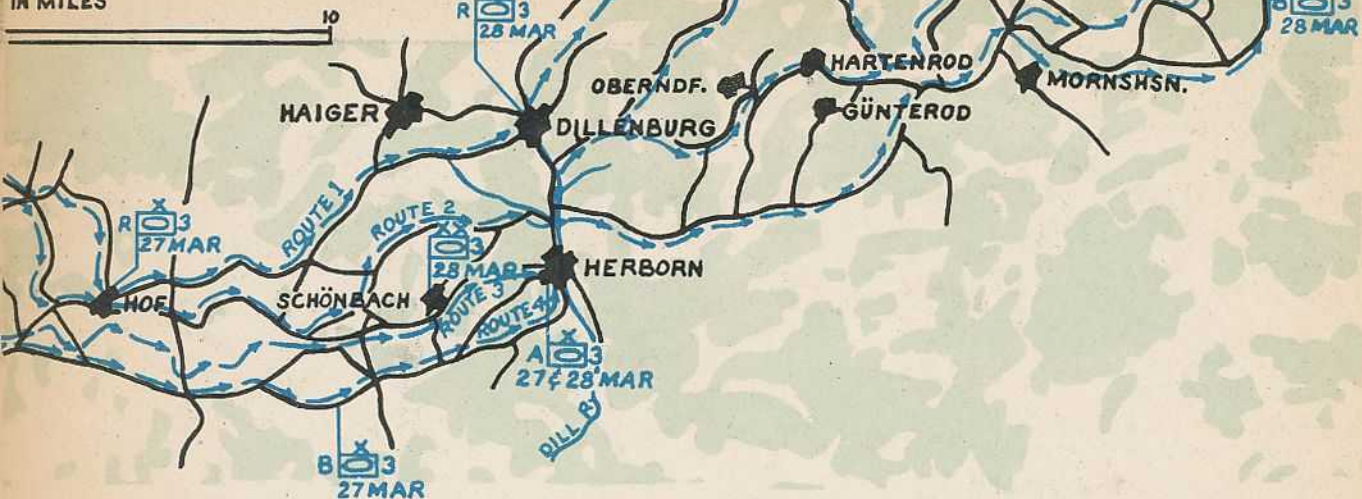 IN MILES
10
R 3
28 MAR
B 3
28 MAR
HARTENROD
OBERNDF.
MORNSHSN.
HAIGER
GÜNTEROD
DILLENBURG
ROUTE 1
ROUTE 2
R X 3
27 MAR
XX 3
28 MAR
HERBORN
HOF
SCHÖNBACH
ROUTE 3
ROUTE 4
A X 3
27 & 28 MAR
DILL R.
B X 3
27 MAR